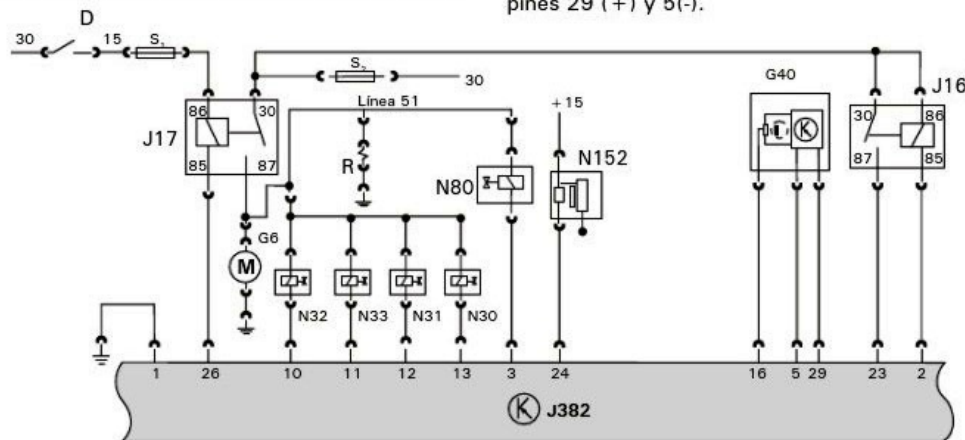 pines 29 (+) y 5(-).
D
30 15 S1
S2 30
G40
J16
Línea 51
+15
86 30
J17
85 87
R
N80
N152
30 86
87 85
K
G6
M
N32 N33 N31 N30
1 26 10 11 12 13 3 24 16 5 29 23 2
K J382